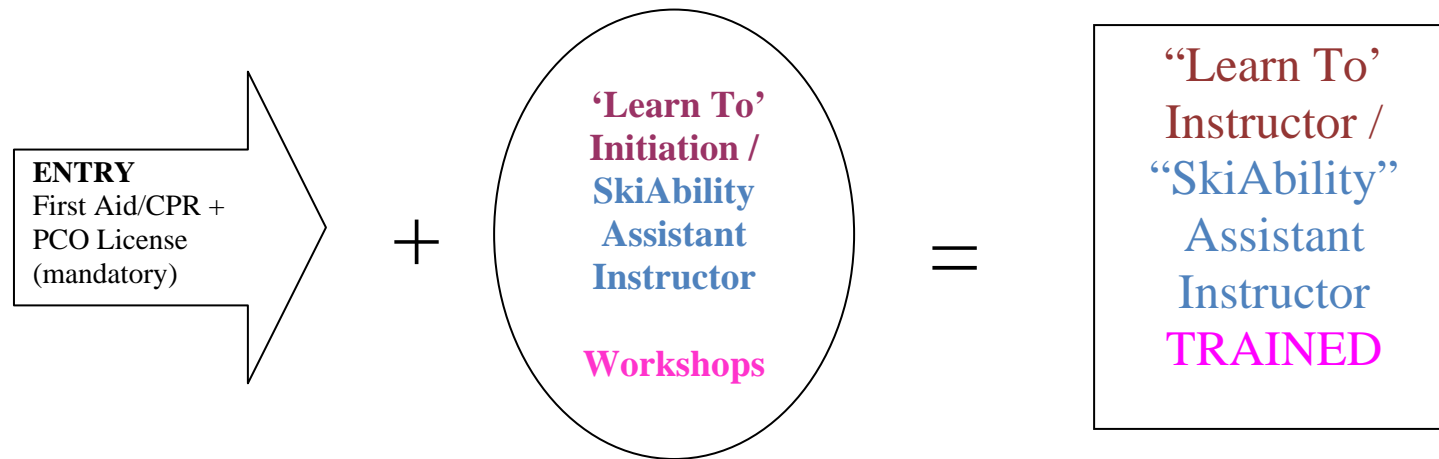 ENTRY
First Aid/CPR +
PCO License
(mandatory)
+
‘Learn To’
Initiation /
SkiAbility
Assistant
Instructor
Workshops
=
“Learn To’
Instructor /
“SkiAbility”
Assistant
Instructor
TRAINED